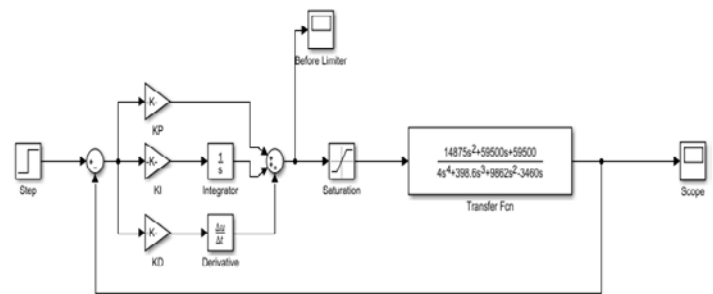 Before Limiter
K-
KP
Step
-K-
KI
1
s
Integrator
Saturation
14875s²+59500s+59500
4s⁴+398.6s³+9862s²-3460s
Transfer Fcn
Scope
K-
KD
Δu
Δt
Derivative